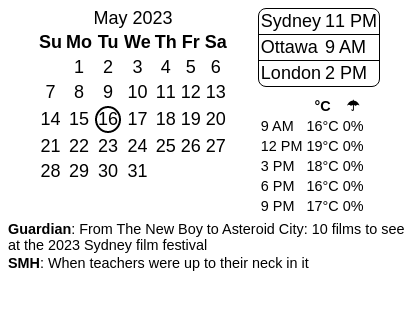 May 2023
Su Mo Tu We Th Fr Sa
1 2 3 4 5 6
7 8 9 10 11 12 13
14 15 16 17 18 19 20
21 22 23 24 25 26 27
28 29 30 31
Sydney 11 PM
Ottawa 9 AM
London 2 PM
°C ☂
9 AM 16°C 0%
12 PM 19°C 0%
3 PM 18°C 0%
6 PM 16°C 0%
9 PM 17°C 0%
Guardian: From The New Boy to Asteroid City: 10 films to see
at the 2023 Sydney film festival
SMH: When teachers were up to their neck in it